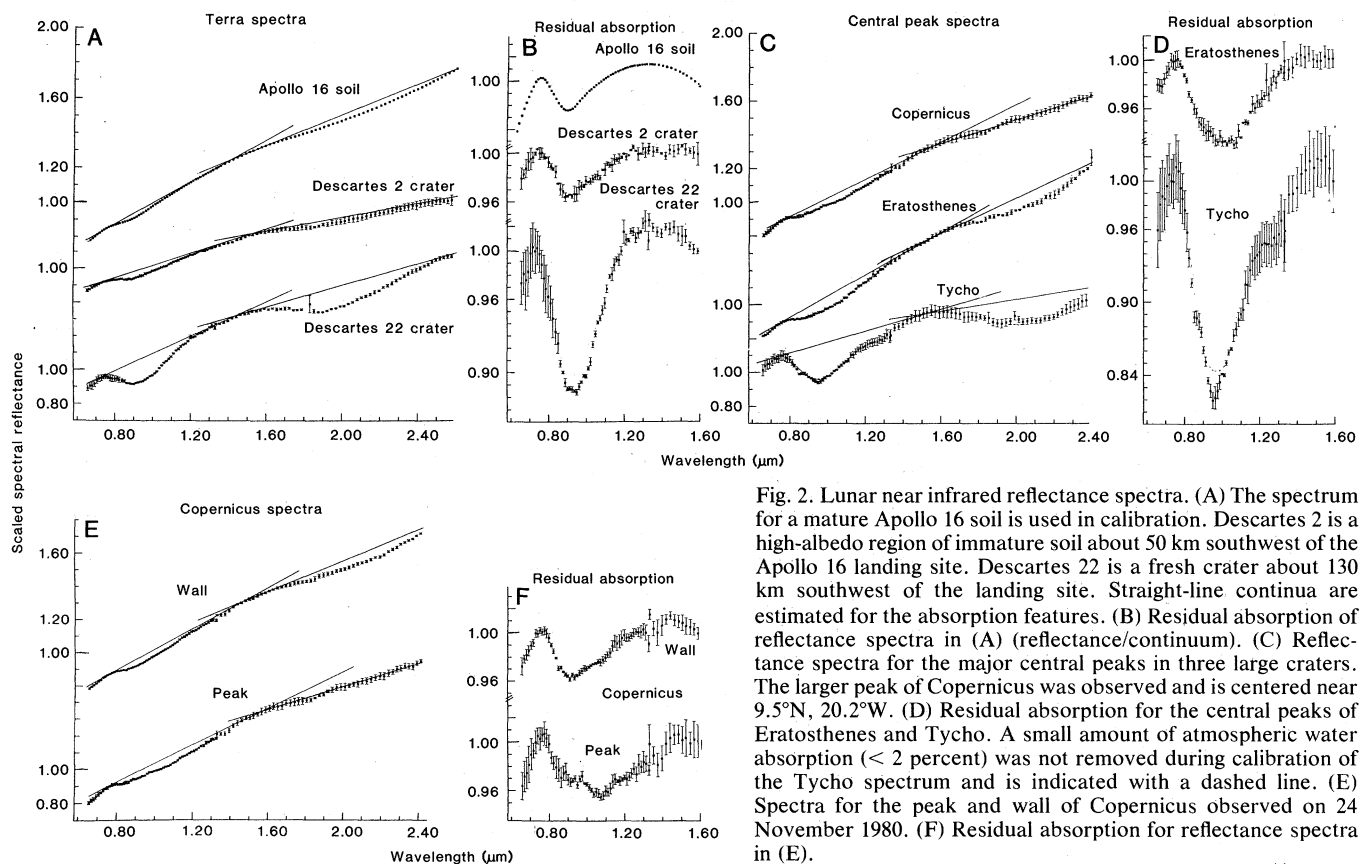 Terra spectra
A
2.00
1.60
1.20
1.00
1.00
1.00
0.80
Apollo 16 soil
Descartes 2 crater
Descartes 22 crater
0.80 1.20 1.60 2.00 2.40
Residual absorption
B
Apollo 16 soil
1.00
Descartes 2 crater
1.00
0.96
Descartes 22
crater
1.00
0.96
0.90
0.80 1.20 1.60
Central peak spectra
C
2.00
1.60
1.40
1.20
1.00
1.00
1.00
0.80
Copernicus
Eratosthenes
Tycho
0.80 1.20 1.60 2.00 2.40
Residual absorption
D
Eratosthenes
1.00
0.96
1.00
Tycho
0.96
0.90
0.84
0.80 1.20 1.60
Wavelength (μm)
Scaled spectral reflectance
Copernicus spectra
E
1.60
1.20
1.00
1.00
0.80
Wall
Peak
0.80 1.20 1.60 2.00 2.40
Residual absorption
F
1.00
Wall
0.96
Copernicus
1.00
Peak
0.96
0.80 1.20 1.60
Wavelength (μm)
Fig. 2. Lunar near infrared reflectance spectra. (A) The spectrum
for a mature Apollo 16 soil is used in calibration. Descartes 2 is a
high-albedo region of immature soil about 50 km southwest of the
Apollo 16 landing site. Descartes 22 is a fresh crater about 130
km southwest of the landing site. Straight-line continua are
estimated for the absorption features. (B) Residual absorption of
reflectance spectra in (A) (reflectance/continuum). (C) Reflec-
tance spectra for the major central peaks in three large craters.
The larger peak of Copernicus was observed and is centered near
9.5°N, 20.2°W. (D) Residual absorption for the central peaks of
Eratosthenes and Tycho. A small amount of atmospheric water
absorption (< 2 percent) was not removed during calibration of
the Tycho spectrum and is indicated with a dashed line. (E)
Spectra for the peak and wall of Copernicus observed on 24
November 1980. (F) Residual absorption for reflectance spectra
in (E).